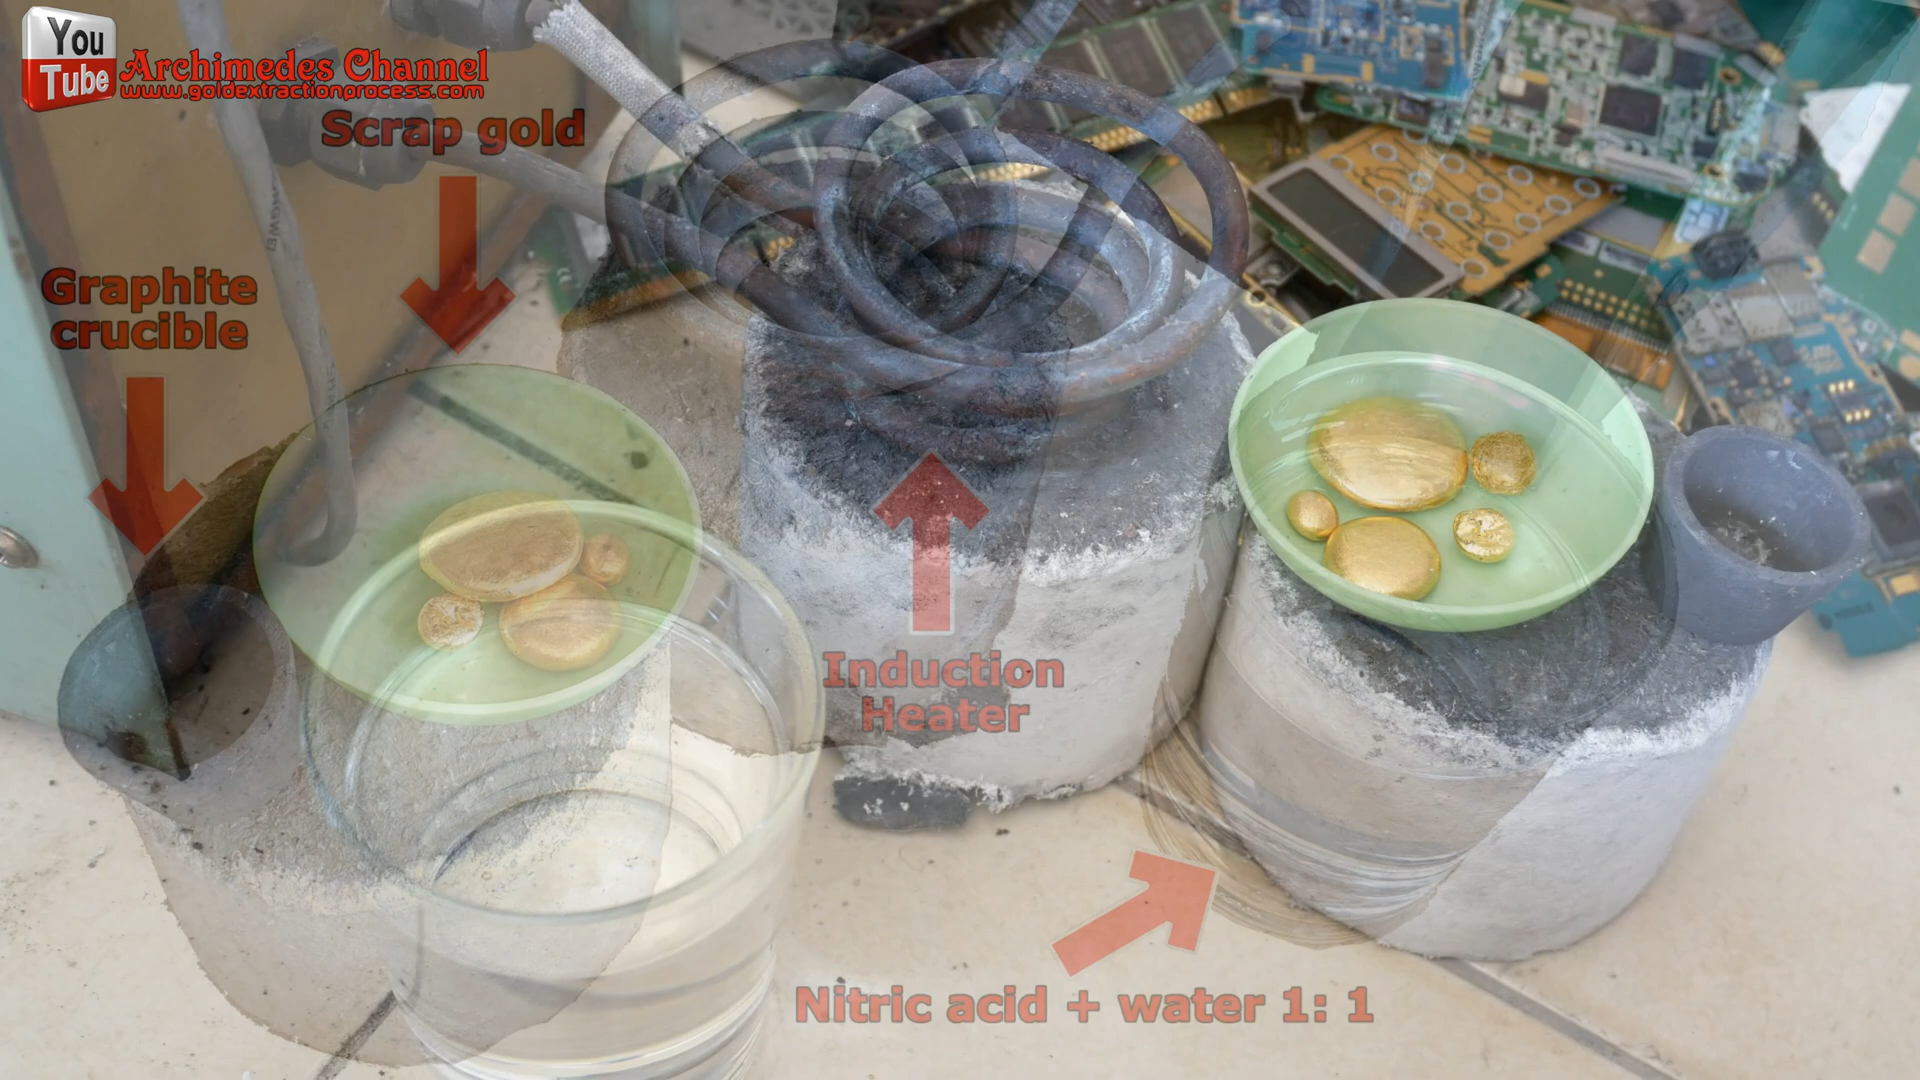 You
Tube
Archimedes Channel
www.goldextractionprocess.com
Scrap gold
Graphite
crucible
Induction
Heater
Nitric acid + water 1: 1